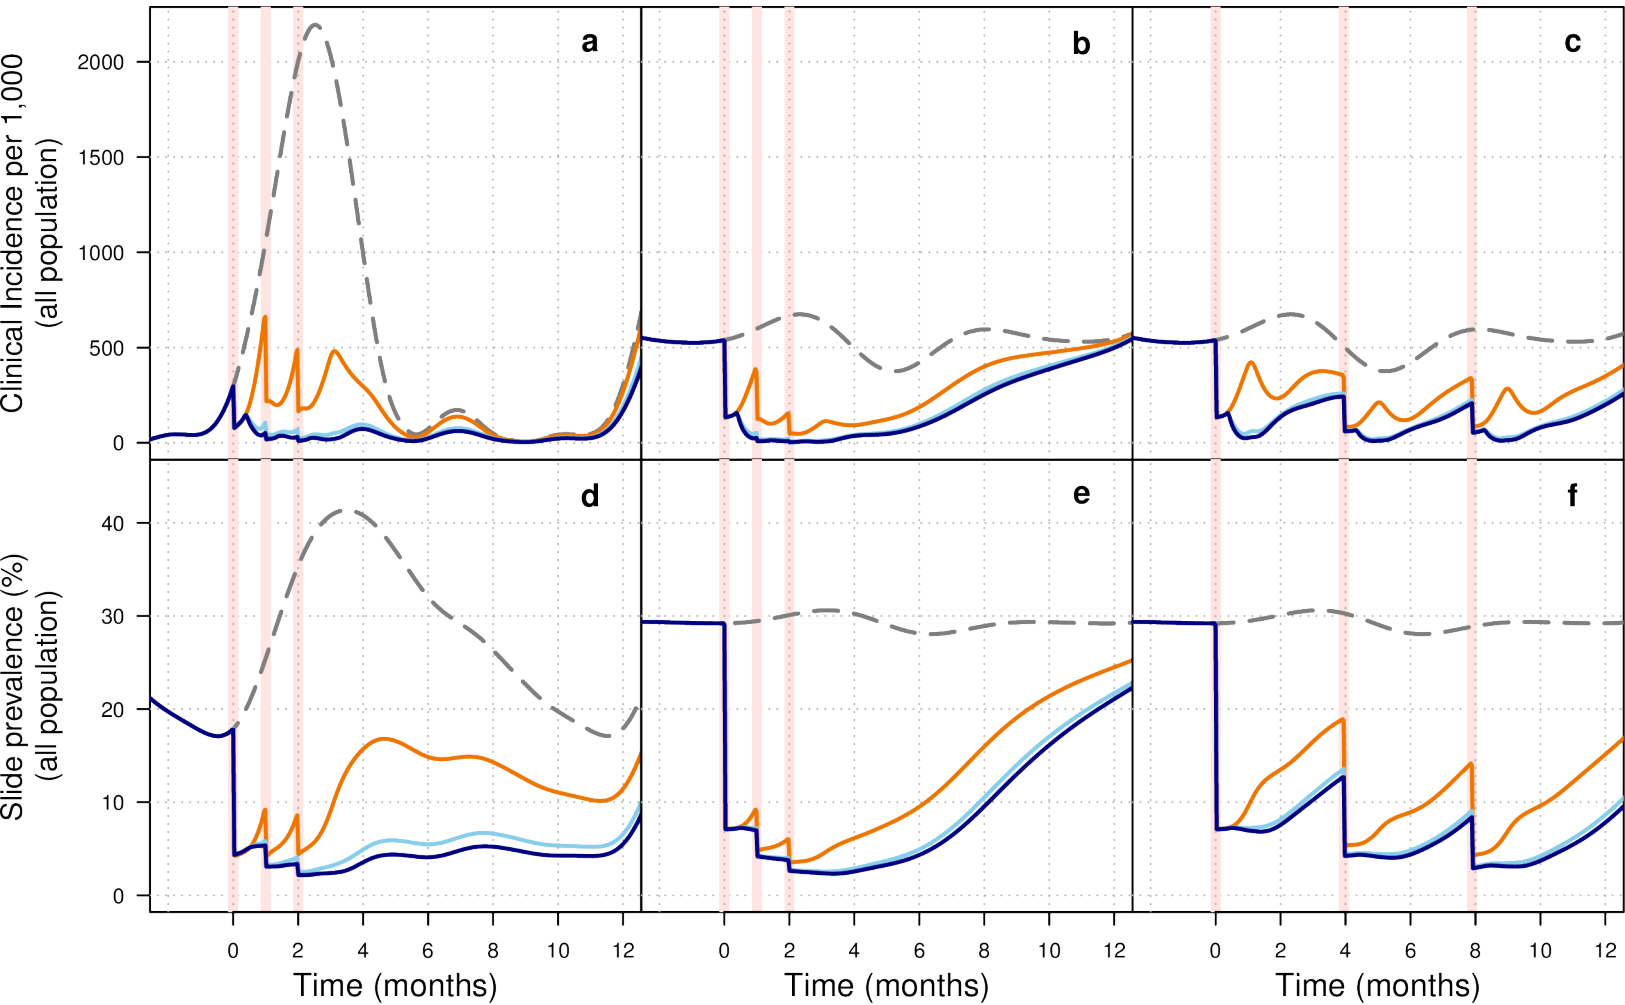 Clinical Incidence per 1,000
(all population)
2000
1500
1000
500
0
a
b
c
Slide prevalence (%)
(all population)
40
30
20
10
0
d
e
f
0 2 4 6 8 10 12
0 2 4 6 8 10 12
0 2 4 6 8 10 12
Time (months)
Time (months)
Time (months)